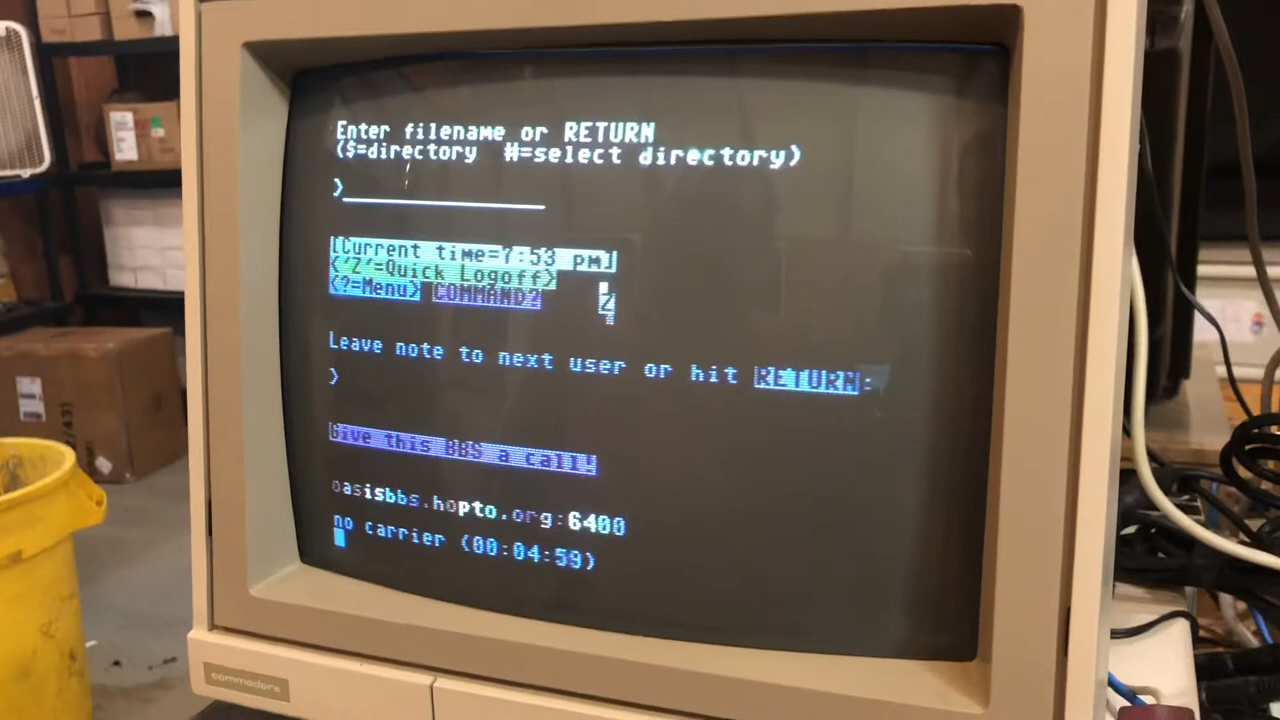 Enter filename or RETURN
($=directory #=select directory)
>
[Current time=7:53 pm]
<'Z'=Quick Logoff>
<?=Menu> COMMAND? Z
Leave note to next user or hit RETURN:
>
Give this BBS a call!
oasisbbs.hopto.org:6400
no carrier (00:04:59)
commodore